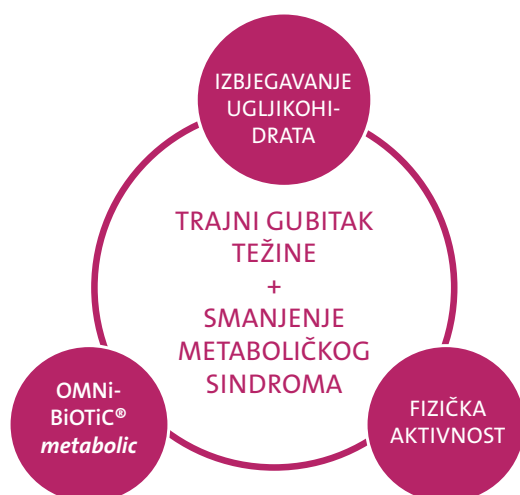 IZBJEGAVANJE
UGLJIKOHI-
DRATA
TRAJNI GUBITAK
TEŽINE
+
SMANJENJE
METABOLIČKOG
SINDROMA
OMNi-
BiOTiC®
metabolic
FIZIČKA
AKTIVNOST